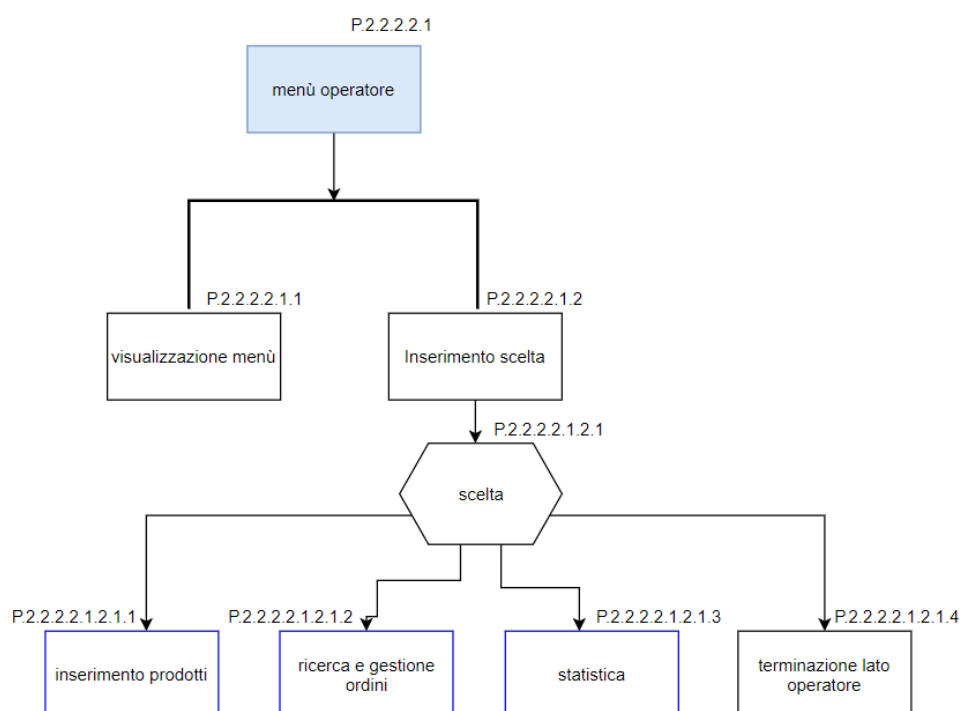 P.2.2.2.2.1
menù operatore
P.2.2.2.2.1.1
P.2.2.2.2.1.2
visualizzazione menù
Inserimento scelta
P.2.2.2.2.1.2.1
scelta
P.2.2.2.2.1.2.1.1
P.2.2.2.2.1.2.1.2
P.2.2.2.2.1.2.1.3
P.2.2.2.2.1.2.1.4
inserimento prodotti
ricerca e gestione
ordini
statistica
terminazione lato
operatore